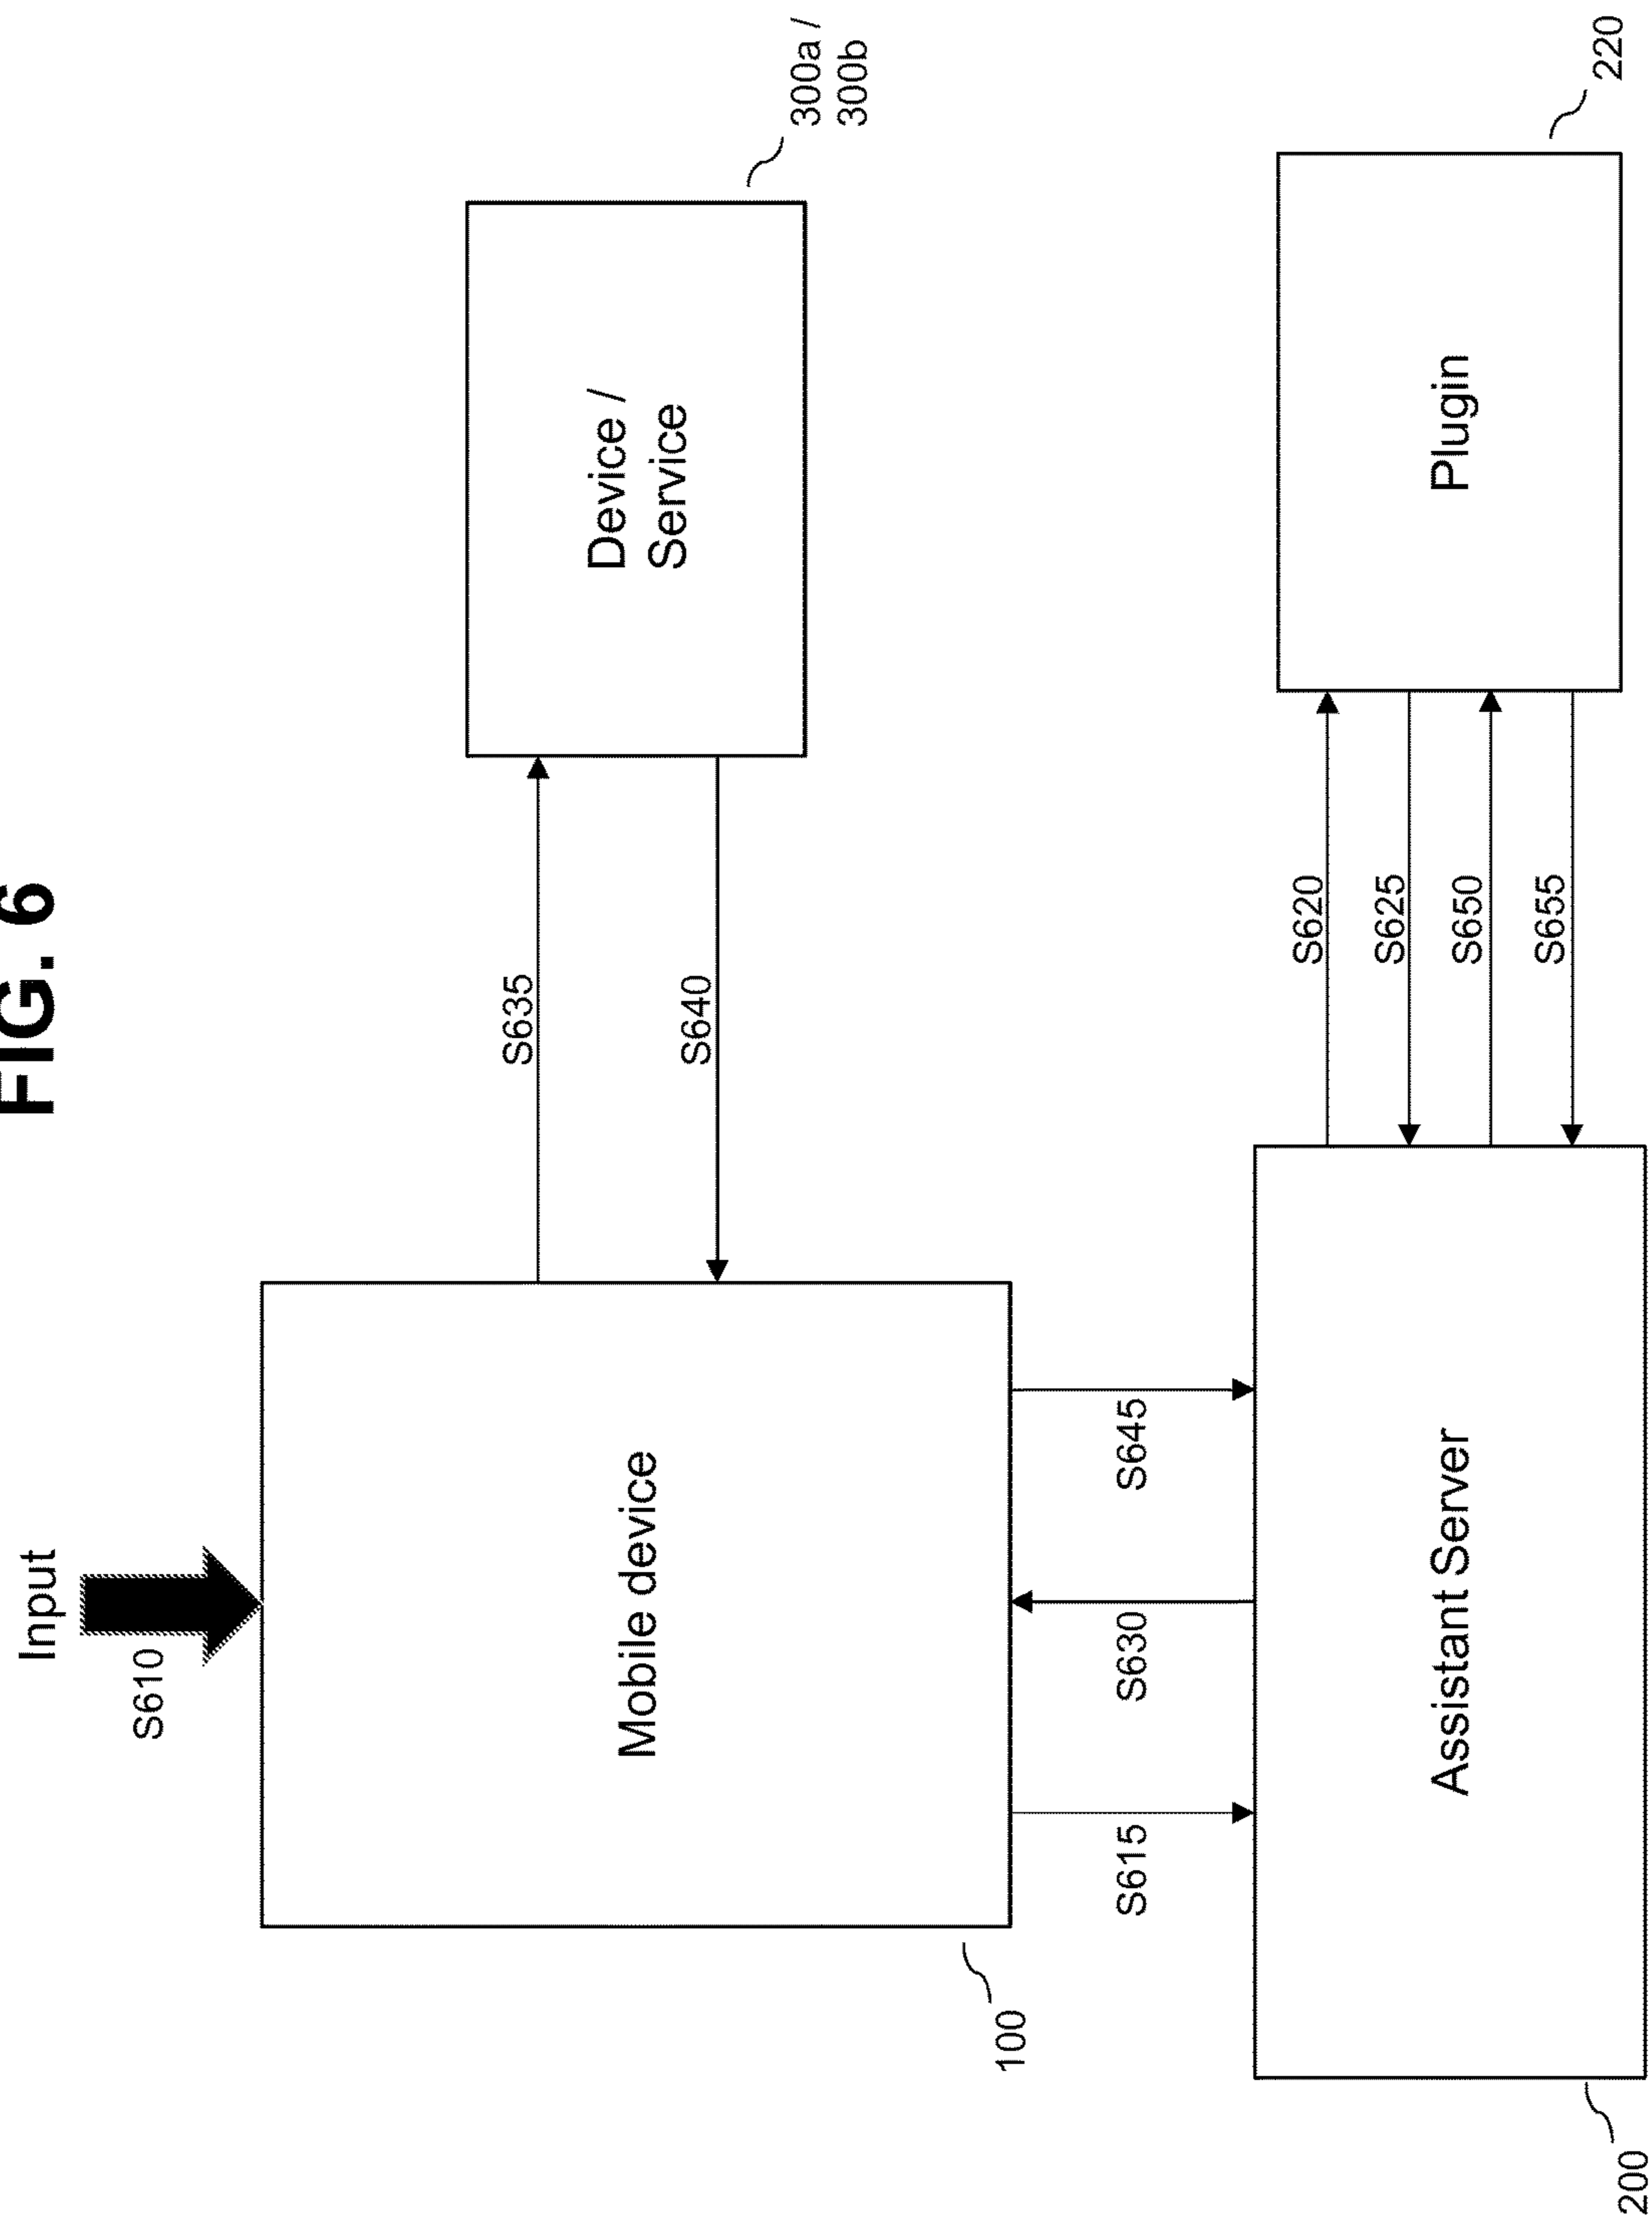 FIG. 6
Input
S610
Mobile device
100
S635
S640
Device /
Service
300a /
300b
S615
S630
S645
Assistant Server
200
S620
S625
S650
S655
Plugin
220